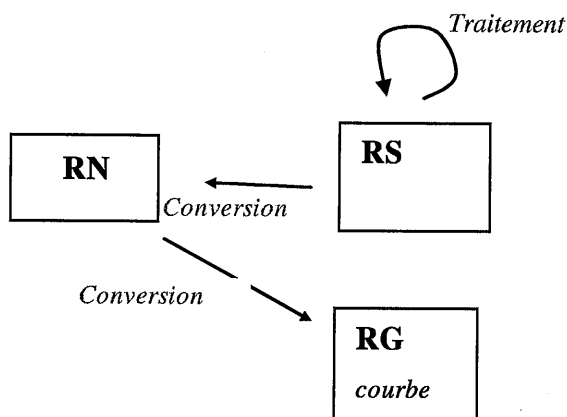 Traitement
RN
RS
Conversion
Conversion
RG
courbe